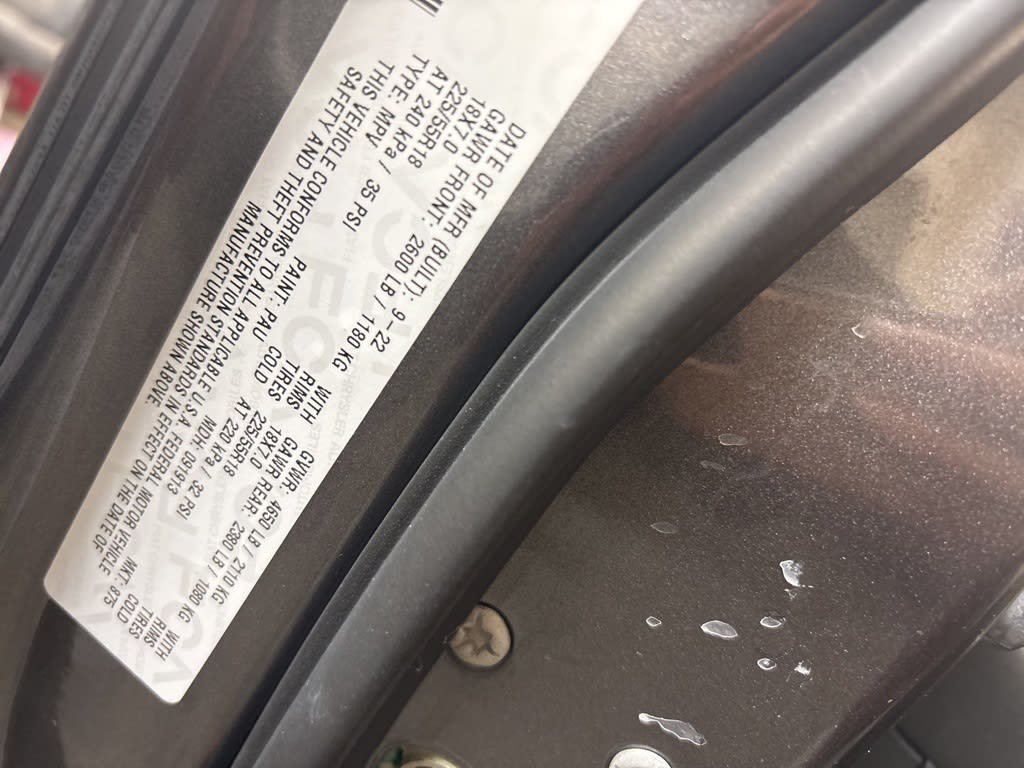 DATE OF MFR (BUILT): 9-22 GVWR: 4650 LB / 2110 KG
GAWR FRONT: 2600 LB / 1180 KG WITH GAWR REAR: 2380 LB / 1080 KG WITH
18X7.0 RIMS 18X7.0 RIMS
225/55R18 TIRES 225/55R18 TIRES
AT 240 kPa / 35 PSI COLD AT 220 kPa / 32 PSI COLD
TYPE: MPV PAINT: PAU MDH: 091913 MKT: 875
THIS VEHICLE CONFORMS TO ALL APPLICABLE U.S.A. FEDERAL MOTOR VEHICLE
SAFETY AND THEFT PREVENTION STANDARDS IN EFFECT ON THE DATE OF
MANUFACTURE SHOWN ABOVE